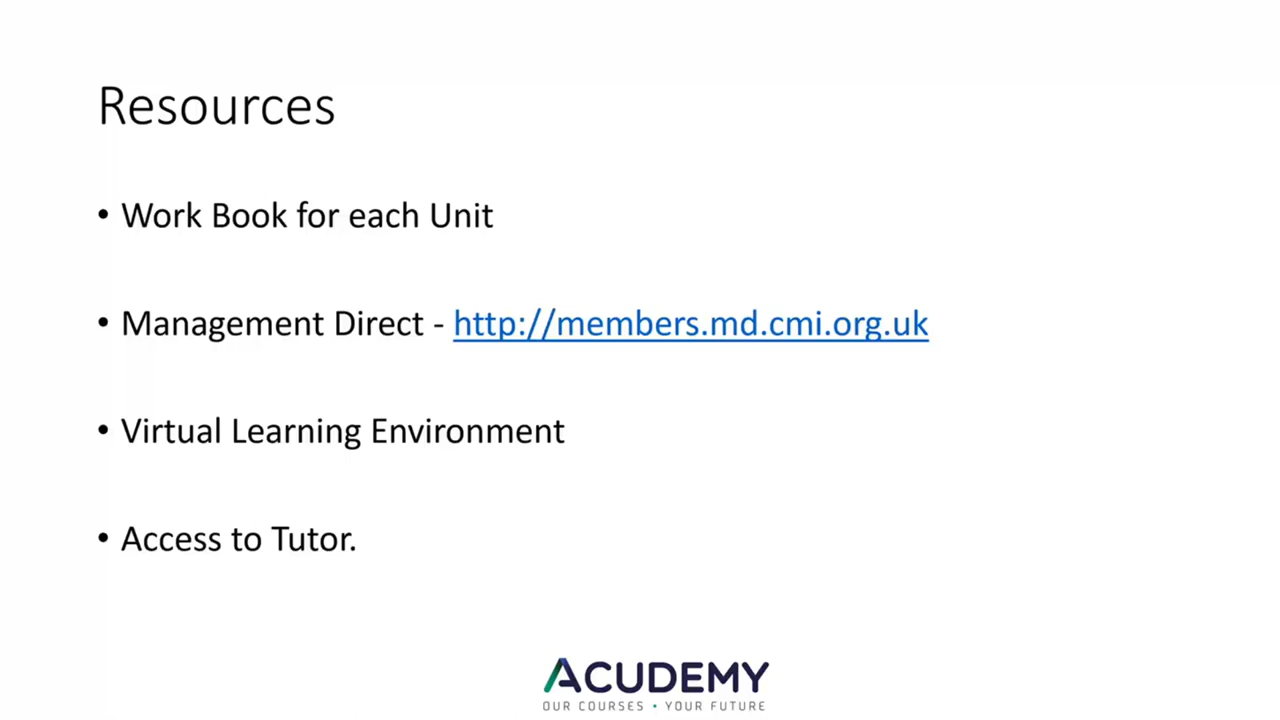 Resources
• Work Book for each Unit
• Management Direct - http://members.md.cmi.org.uk
• Virtual Learning Environment
• Access to Tutor.
ACUDEMY
OUR COURSES • YOUR FUTURE